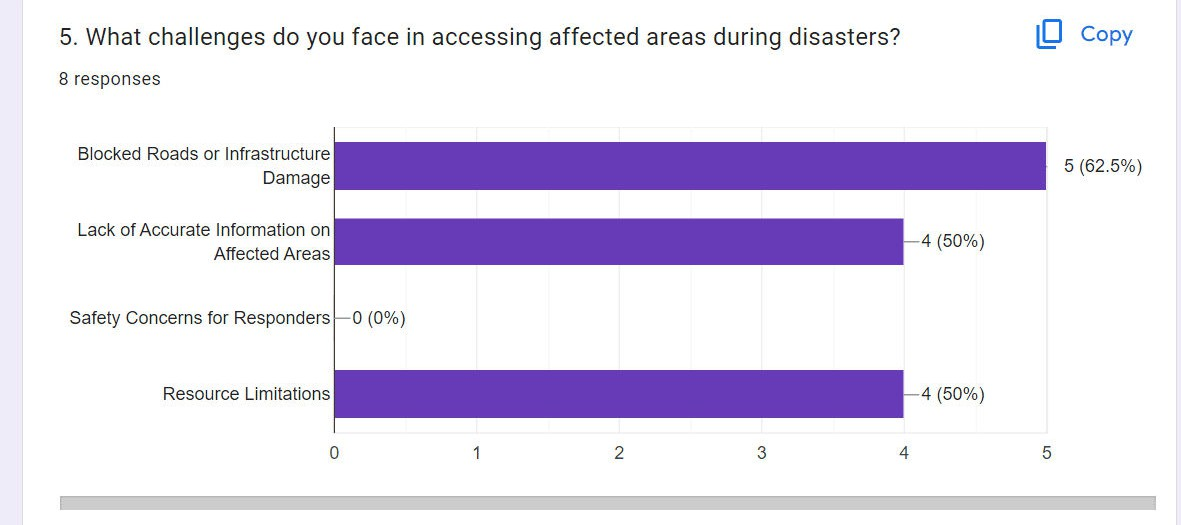 5. What challenges do you face in accessing affected areas during disasters?
Copy
8 responses
Blocked Roads or Infrastructure
Damage
5 (62.5%)
Lack of Accurate Information on
Affected Areas
4 (50%)
Safety Concerns for Responders
0 (0%)
Resource Limitations
4 (50%)
0 1 2 3 4 5